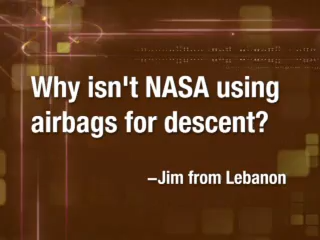 Why isn't NASA using
airbags for descent?
–Jim from Lebanon